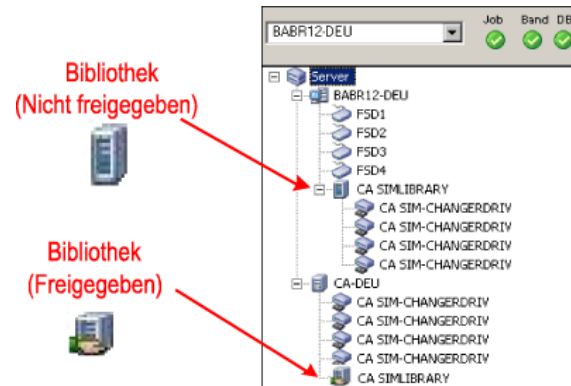 Bibliothek
(Nicht freigegeben)
Bibliothek
(Freigegeben)
BABR12-DEU
Job Band DB
Server
BABR12-DEU
FSD1
FSD2
FSD3
FSD4
CA SIMLIBRARY
CA SIM-CHANGERDRIV
CA SIM-CHANGERDRIV
CA SIM-CHANGERDRIV
CA SIM-CHANGERDRIV
CA-DEU
CA SIM-CHANGERDRIV
CA SIM-CHANGERDRIV
CA SIM-CHANGERDRIV
CA SIM-CHANGERDRIV
CA SIMLIBRARY